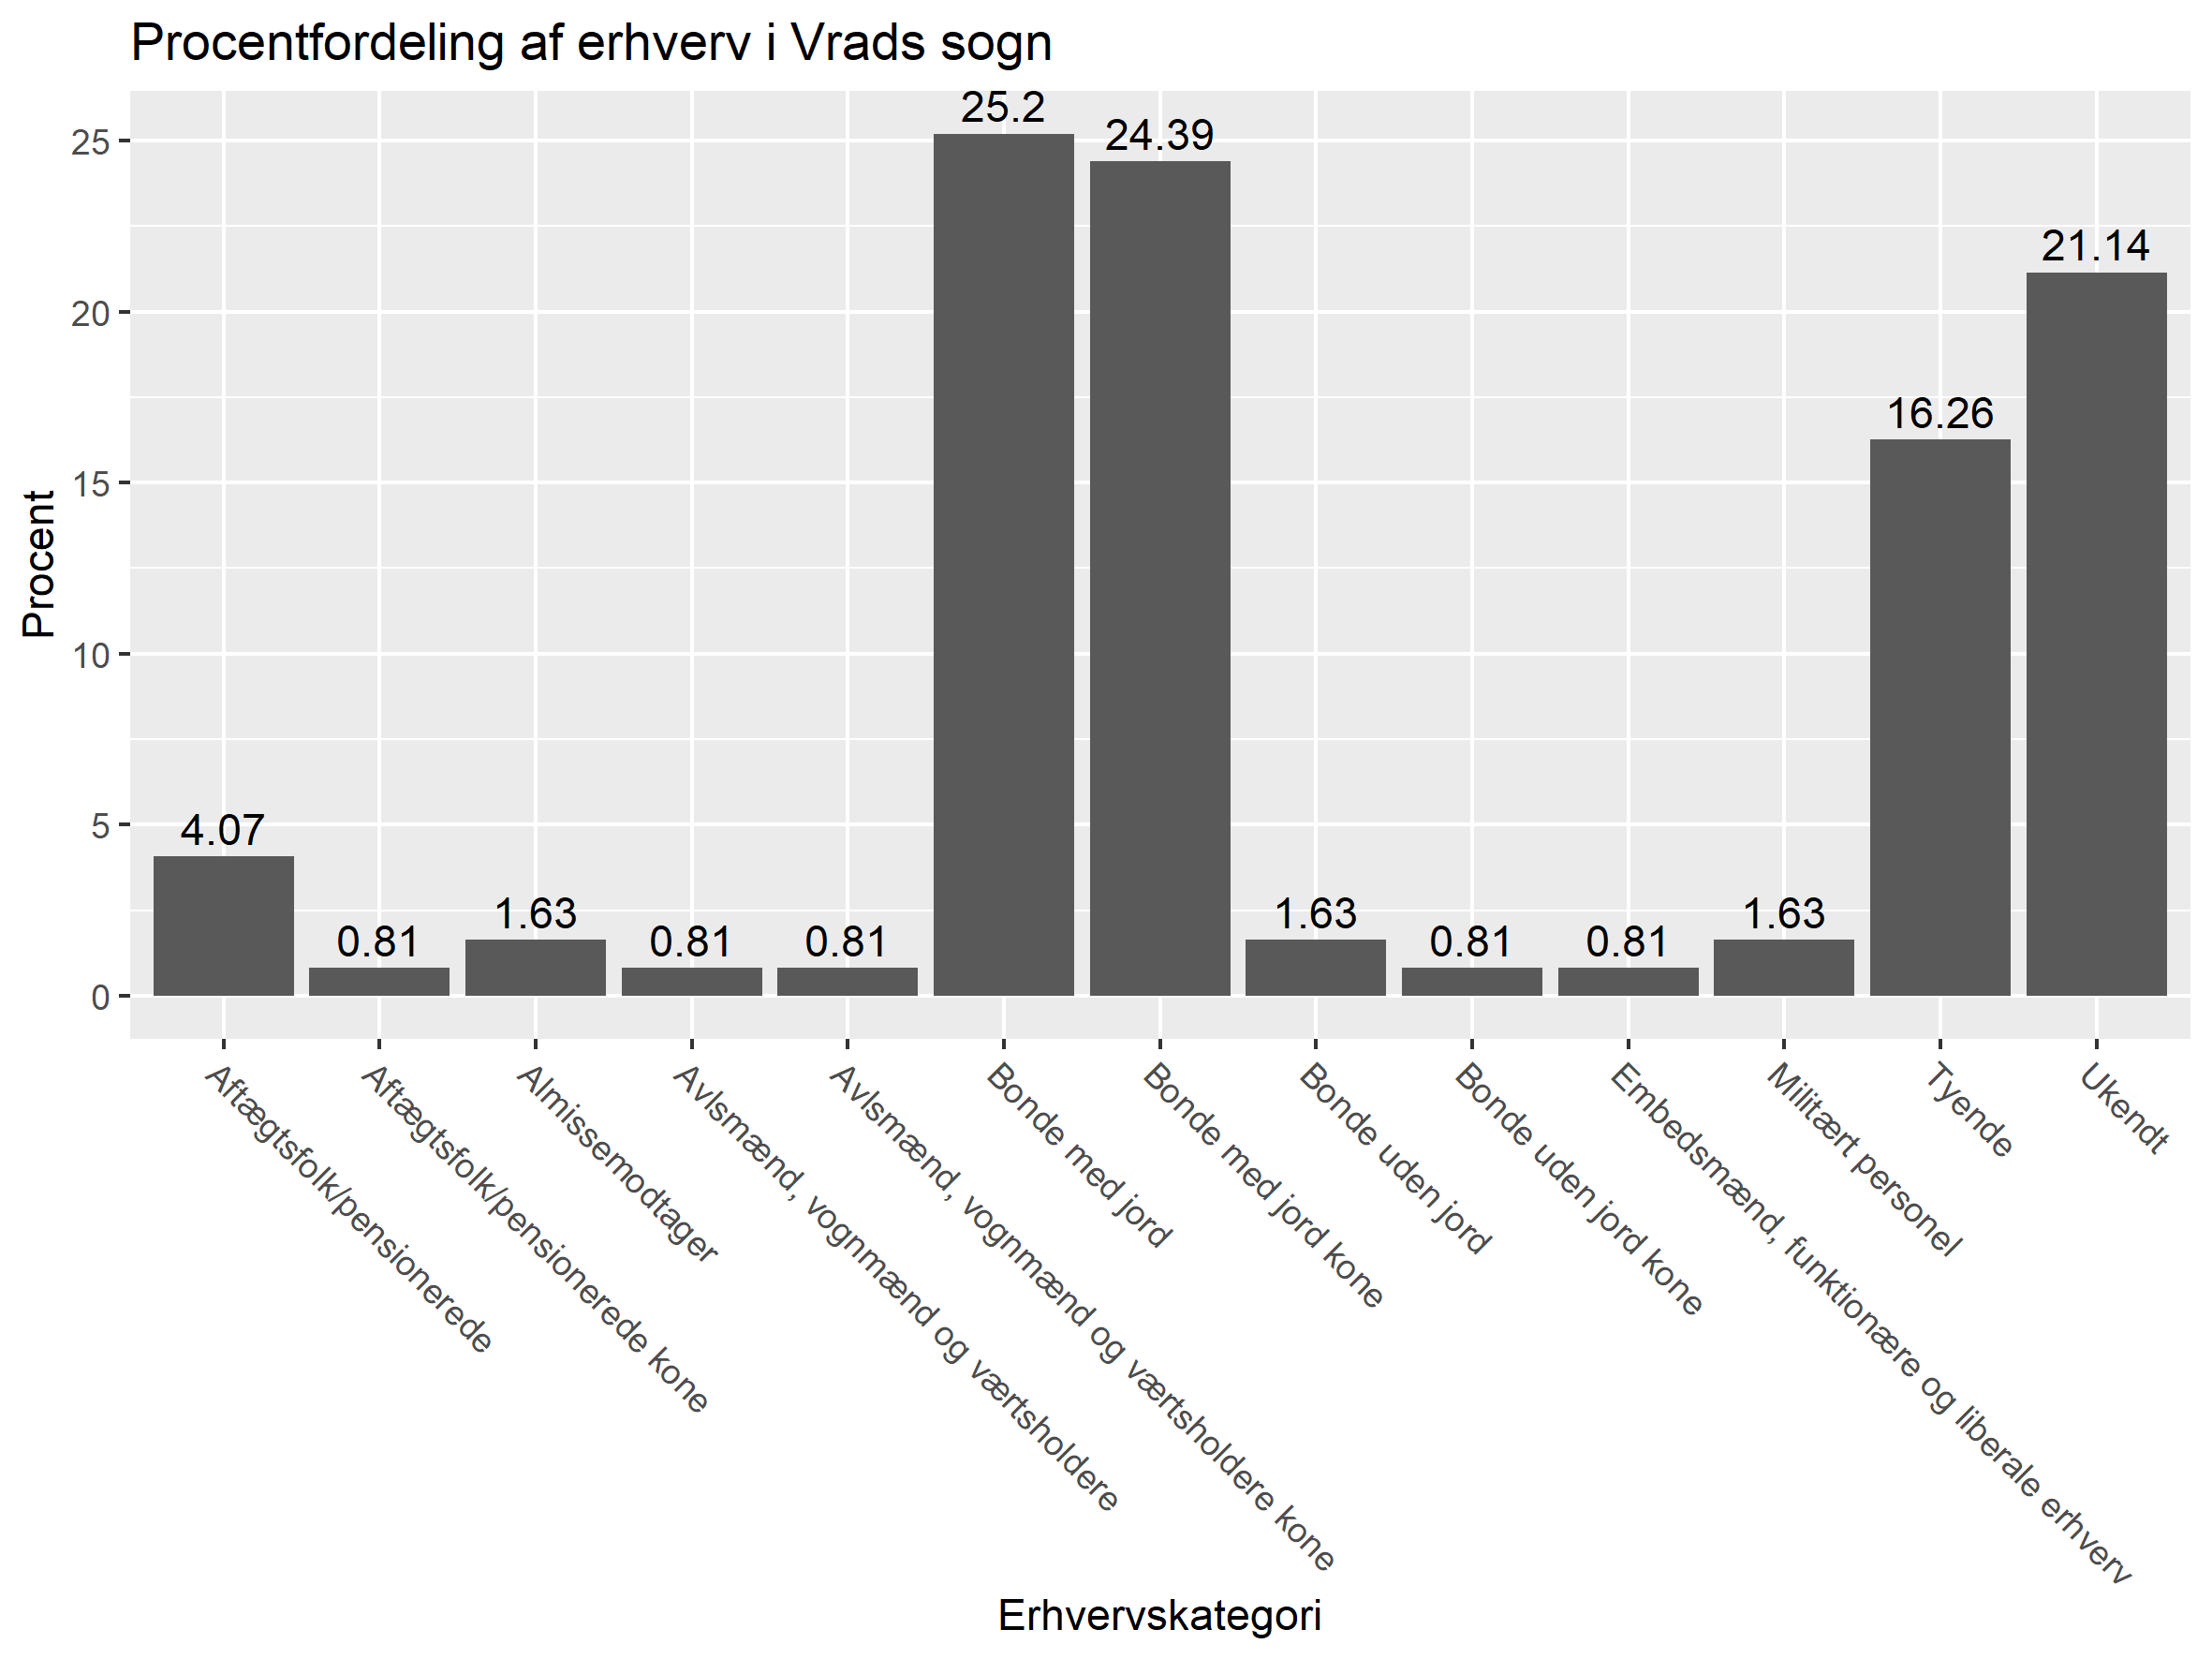 Procentfordeling af erhverv i Vrads sogn
Procent
25
20
15
10
5
0
4.07
0.81
1.63
0.81
0.81
25.2
24.39
1.63
0.81
0.81
1.63
16.26
21.14
Aftægtsfolk/pensionerede
Aftægtsfolk/pensionerede kone
Almissemodtager
Avlsmænd, vognmænd og værtsholdere
Avlsmænd, vognmænd og værtsholdere kone
Bonde med jord
Bonde med jord kone
Bonde uden jord
Bonde uden jord kone
Embedsmænd, funktionære og liberale erhverv
Militært personel
Tyende
Ukendt
Erhvervskategori